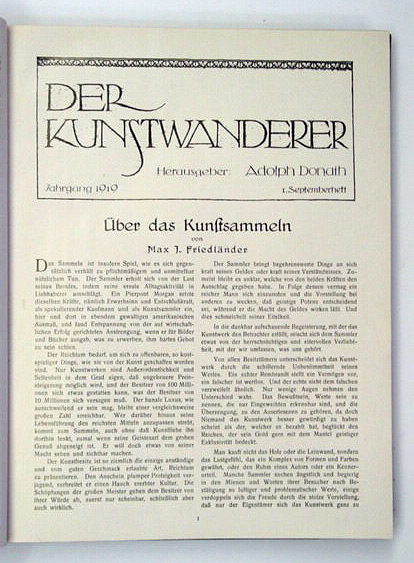 DER
KUNSTWANDERER
Herausgeber: Adolph Donath
Jahrgang 1919 1. Septemberheft
Über das Kunstsammeln
von
Max J. Friedländer
Das Sammeln ist insofern Spiel, wie es sich gegen-
sätzlich verhält zu pflichtmäßigem und unmittelbar
nützlichem Tun. Der Sammler erholt sich von der Last
seines Berufes, indem seine ersale Alltagsaktivität in
Liebhaberei umschlägt. Ein Pierpont Morgan setzte
dieselben Kräfte, nämlich Erwerbssinn und Entschlußkraft,
als spekulierender Kaufmann und als Kunstsammler ein,
hier und dort in ebendem gewaltigen amerikanischen
Ausmaß, und fand Entspannung von der auf wirtschaft-
lichen Erfolg gerichteten Anstrengung, wenn er für Bilder
und Bücher ausgab, was zu erwerben, ihm hartes Gebot
zu sein schien.
Der Reichtum bedarf, um sich zu offenbaren, so kost-
spieliger Dinge, wie sie von der Kunst geschaffen worden
sind. Nur Kunstwerken sind Außerordentlichkeit und
Seltenheit in dem Grad eigen, daß ungelesene Preis-
steigerung möglich wird, und der Besitzer von 100 Milli-
onen sich etwas gestatten kann, was der Besitzer von
10 Millionen sich versagen muß. Der banale Luxus, wie
ausschweifend er sein mag, bleibt einer vergleichsweise
großen Zahl erreichbar. Wer darüber hinaus seine
Lebensführung den reichsten Mitteln anzupassen strebt,
kommt zum Sammeln, auch ohne daß Kunstliebe ihn
dorthin lenkt, zumal wenn seine Geistesart dem groben
Genuß abgeneigt ist. Er will doch etwas von seiner
Macht sehen und sichtbar machen.
Der Kunstbesitz ist so ziemlich die einzige anständige
und vom guten Geschmack erlaubte Art, Reichtum
zu präsentieren. Den Anschein plumper Protzigkeit ver-
jagend, verbreitet er einen Hauch ererbter Kultur. Die
Schöpfungen der großen Meister geben dem Besitzer von
ihrer Würde ab, zuerst nur scheinbar, schließlich aber
auch wirklich.
Der Sammler bringt begehrenswerte Dinge an sich
kraft seines Geldes oder kraft seines Verständnisses. Zu-
meist bleibt es unklar, welche von den beiden Kräften den
Ausschlag gegeben habe. In Folge dessen vermag ein
reicher Mann sich einzureden und die Vorstellung bei
anderen zu wecken, daß geistige Potenz entscheidend
sei, während er die Macht des Geldes wirken läßt. Und
dies schmeichelt seiner Eitelkeit.
In die dankbar aufschauende Begeisterung, mit der das
Kunstwerk den Betrachter erfüllt, mischt sich dem Sammler
etwas von der herrschsüchtigen und eitervollen Verliebt-
heit, mit der wir umfassen, was uns gehört.
Von allen Besitztümern unterscheidet sich das Kunst-
werk durch die schillernde Unbestimmtheit seines
Wertes. Ein echter Rembrandt stellt ein Vermögen vor,
ein falscher ist wertlos. Und der echte sieht dem falschen
verzweifelt ähnlich. Nur wenige Augen nehmen den
Unterschied wahr. Das Bewußtsein, Werte sein zu
nennen, die nur Eingeweihten erkennbar sind, und die
Überzeugung, zu den Auserlesenen zu gehören, da doch
Niemand das Kunstwerk besser gewürdigt zu haben
scheint als der, welcher es bezahlt hat, beglückt den
Reichen, der sein Gold gern mit dem Mantel geistiger
Exklusivität bedeckt.
Man kauft nicht das Holz oder die Leinwand, sondern
das Lustgefühl, das ein Komplex von Formen und Farben
gewährt, oder den Ruhm eines Autors oder ein Kenner-
urteil. Manche Sammler suchen ängstlich und begierig
in den Mienen und Worten ihrer Besucher nach Be-
stätigung so luftiger und problematischer Werte, einige
verdoppeln sich die Freude durch die stolze Vorstellung,
daß nur der Eigentümer sich das Kunstwerk ganz zu
1